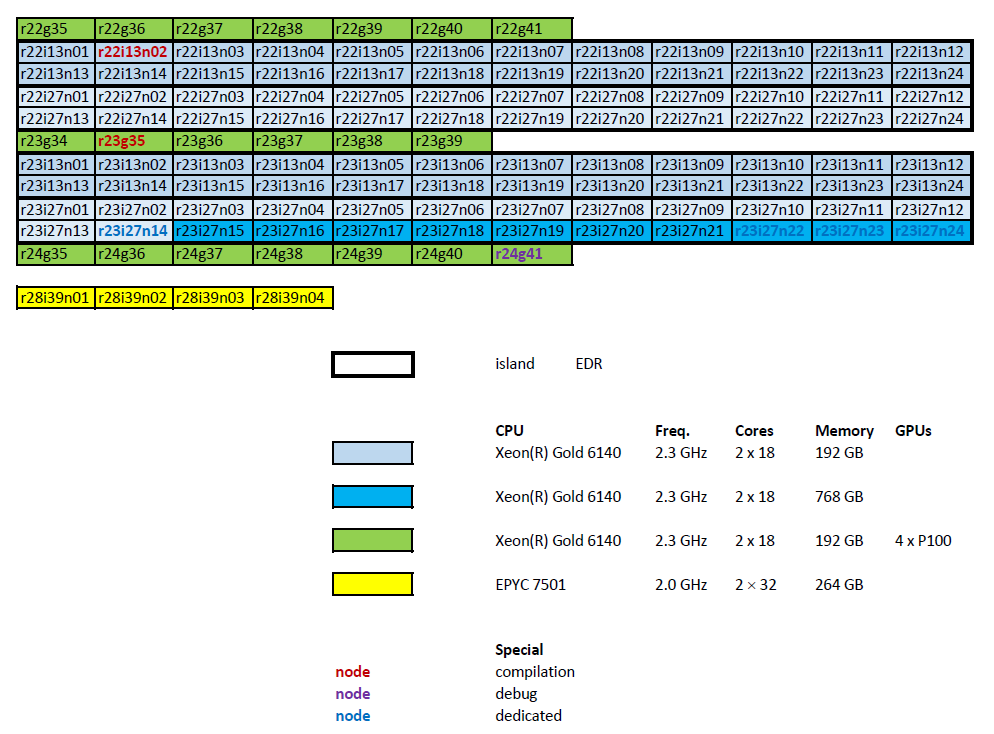 r22g35 r22g36 r22g37 r22g38 r22g39 r22g40 r22g41
r22i13n01 r22i13n02 r22i13n03 r22i13n04 r22i13n05 r22i13n06 r22i13n07 r22i13n08 r22i13n09 r22i13n10 r22i13n11 r22i13n12
r22i13n13 r22i13n14 r22i13n15 r22i13n16 r22i13n17 r22i13n18 r22i13n19 r22i13n20 r22i13n21 r22i13n22 r22i13n23 r22i13n24
r22i27n01 r22i27n02 r22i27n03 r22i27n04 r22i27n05 r22i27n06 r22i27n07 r22i27n08 r22i27n09 r22i27n10 r22i27n11 r22i27n12
r22i27n13 r22i27n14 r22i27n15 r22i27n16 r22i27n17 r22i27n18 r22i27n19 r22i27n20 r22i27n21 r22i27n22 r22i27n23 r22i27n24
r23g34 r23g35 r23g36 r23g37 r23g38 r23g39
r23i13n01 r23i13n02 r23i13n03 r23i13n04 r23i13n05 r23i13n06 r23i13n07 r23i13n08 r23i13n09 r23i13n10 r23i13n11 r23i13n12
r23i13n13 r23i13n14 r23i13n15 r23i13n16 r23i13n17 r23i13n18 r23i13n19 r23i13n20 r23i13n21 r23i13n22 r23i13n23 r23i13n24
r23i27n01 r23i27n02 r23i27n03 r23i27n04 r23i27n05 r23i27n06 r23i27n07 r23i27n08 r23i27n09 r23i27n10 r23i27n11 r23i27n12
r23i27n13 r23i27n14 r23i27n15 r23i27n16 r23i27n17 r23i27n18 r23i27n19 r23i27n20 r23i27n21 r23i27n22 r23i27n23 r23i27n24
r24g35 r24g36 r24g37 r24g38 r24g39 r24g40 r24g41
r28i39n01 r28i39n02 r28i39n03 r28i39n04
island EDR
CPU Freq. Cores Memory GPUs
Xeon(R) Gold 6140 2.3 GHz 2 x 18 192 GB
Xeon(R) Gold 6140 2.3 GHz 2 x 18 768 GB
Xeon(R) Gold 6140 2.3 GHz 2 x 18 192 GB 4 x P100
EPYC 7501 2.0 GHz 2 × 32 264 GB
Special
node compilation
node debug
node dedicated